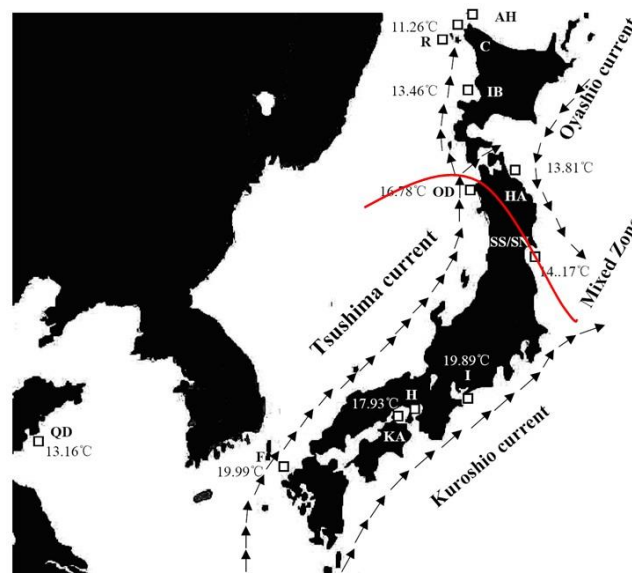 AH
11.26℃
R
C
13.46℃
IB
Oyashio current
13.81℃
16.78℃
OD
HA
SS/SN
14..17℃
Mixed Zone
Tsushima current
19.89℃
I
17.93℃
H
KA
QD
13.16℃
F
19.99℃
Kuroshio current